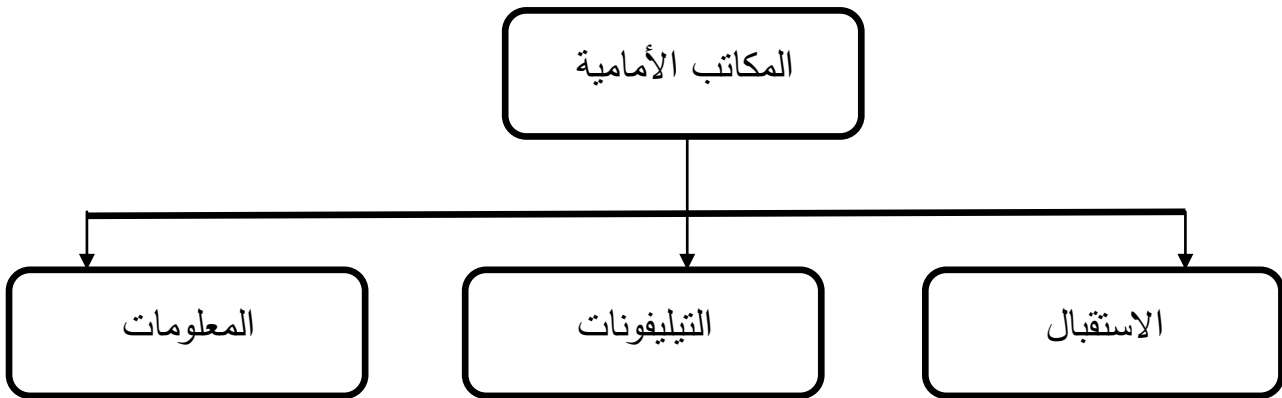 المكاتب الأمامية
الاستقبال
التيليفونات
المعلومات